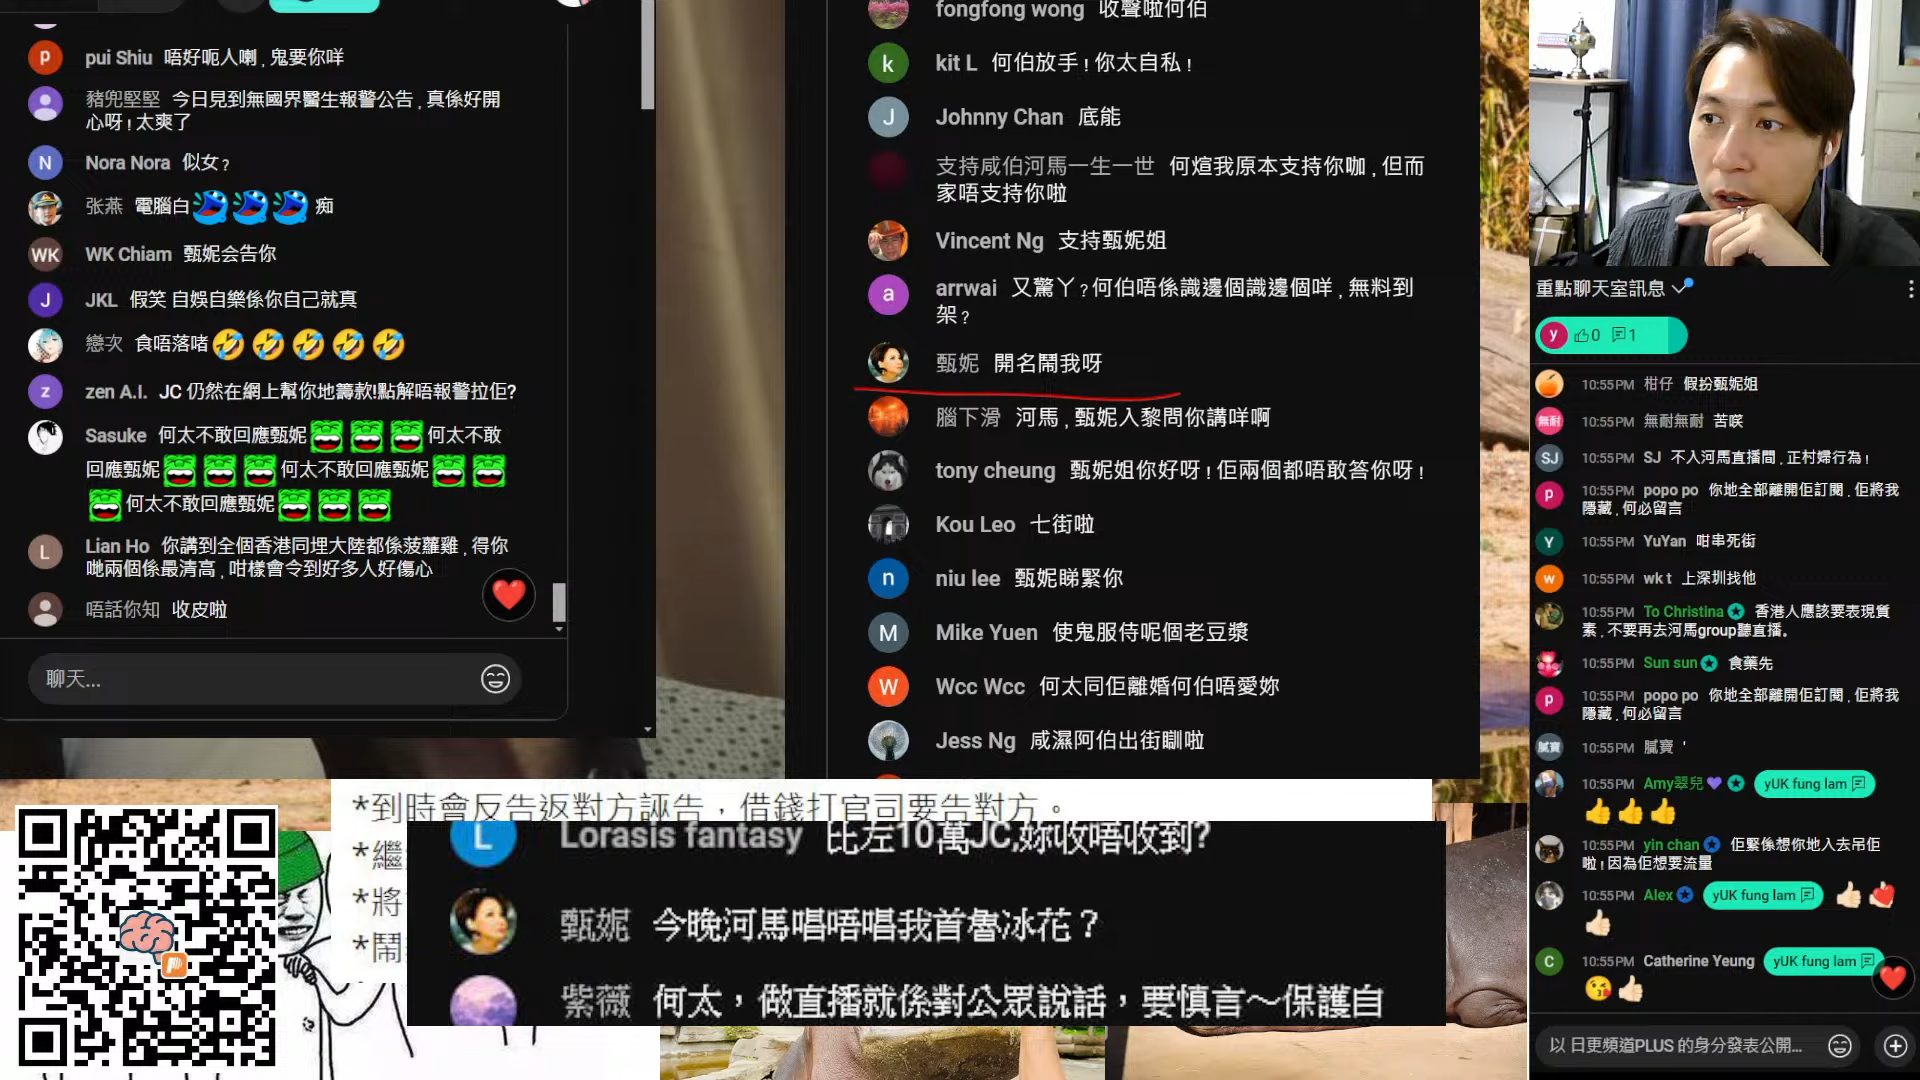 pui Shiu 唔好呃人喇 , 鬼要你咩
豬兜堅堅 今日見到無國界醫生報警公告 , 真係好開
心呀 ! 太爽了
Nora Nora 似女 ?
张燕 電腦白 痴
WK Chiam 甄妮会告你
JKL 假笑 自娛自樂係你自己就真
戀次 食唔落啫
zen A.I. JC 仍然在網上幫你地籌款!點解唔報警拉佢?
Sasuke 何太不敢回應甄妮 何太不敢
回應甄妮 何太不敢回應甄妮
何太不敢回應甄妮
Lian Ho 你講到全個香港同埋大陸都係菠蘿雞 , 得你
哋兩個係最清高 , 咁樣會令到好多人好傷心
唔話你知 收皮啦
聊天...
fongfong wong 收聲啦何伯
kit L 何伯放手 ! 你太自私 !
Johnny Chan 底能
支持咸伯河馬一生一世 何煊我原本支持你咖 , 但而
家唔支持你啦
Vincent Ng 支持甄妮姐
arrwai 又驚丫 ? 何伯唔係識邊個識邊個咩 , 無料到
架 ?
甄妮 開名鬧我呀
腦下滑 河馬 , 甄妮入黎問你講咩啊
tony cheung 甄妮姐你好呀 ! 佢兩個都唔敢答你呀 !
Kou Leo 七街啦
niu lee 甄妮睇緊你
Mike Yuen 使鬼服侍呢個老豆漿
Wcc Wcc 何太同佢離婚何伯唔愛妳
Jess Ng 咸濕阿伯出街瞓啦
*到時會反告返對方誣告，借錢打官司要告對方。
*繼
*將
*鬧
Lorasis fantasy 比左10萬JC,妳收唔收到?
甄妮 今晚河馬唱唔唱我首魯冰花？
紫薇 何太，做直播就係對公眾說話，要慎言～保護自
重點聊天室訊息
y 0 1
10:55PM 柑仔 假扮甄妮姐
10:55PM 無耐無耐 苦瞑
10:55PM SJ 不入河馬直播間 , 正村婦行為 !
10:55PM popo po 你地全部離開佢訂閱 , 佢將我
隱藏 , 何必留言
10:55PM YuYan 咁串死街
10:55PM wk t 上深圳找他
10:55PM To Christina 香港人應該要表現質
素 , 不要再去河馬group聽直播。
10:55PM Sun sun 食藥先
10:55PM popo po 你地全部離開佢訂閱 , 佢將我
隱藏 , 何必留言
10:55PM 膩寶 '
10:55PM Amy翠兒 yUK fung lam
10:55PM yin chan 佢緊係想你地入去吊佢
啦 ! 因為佢想要流量
10:55PM Alex yUK fung lam
10:55PM Catherine Yeung yUK fung lam
以 日更頻道PLUS 的身分發表公開...